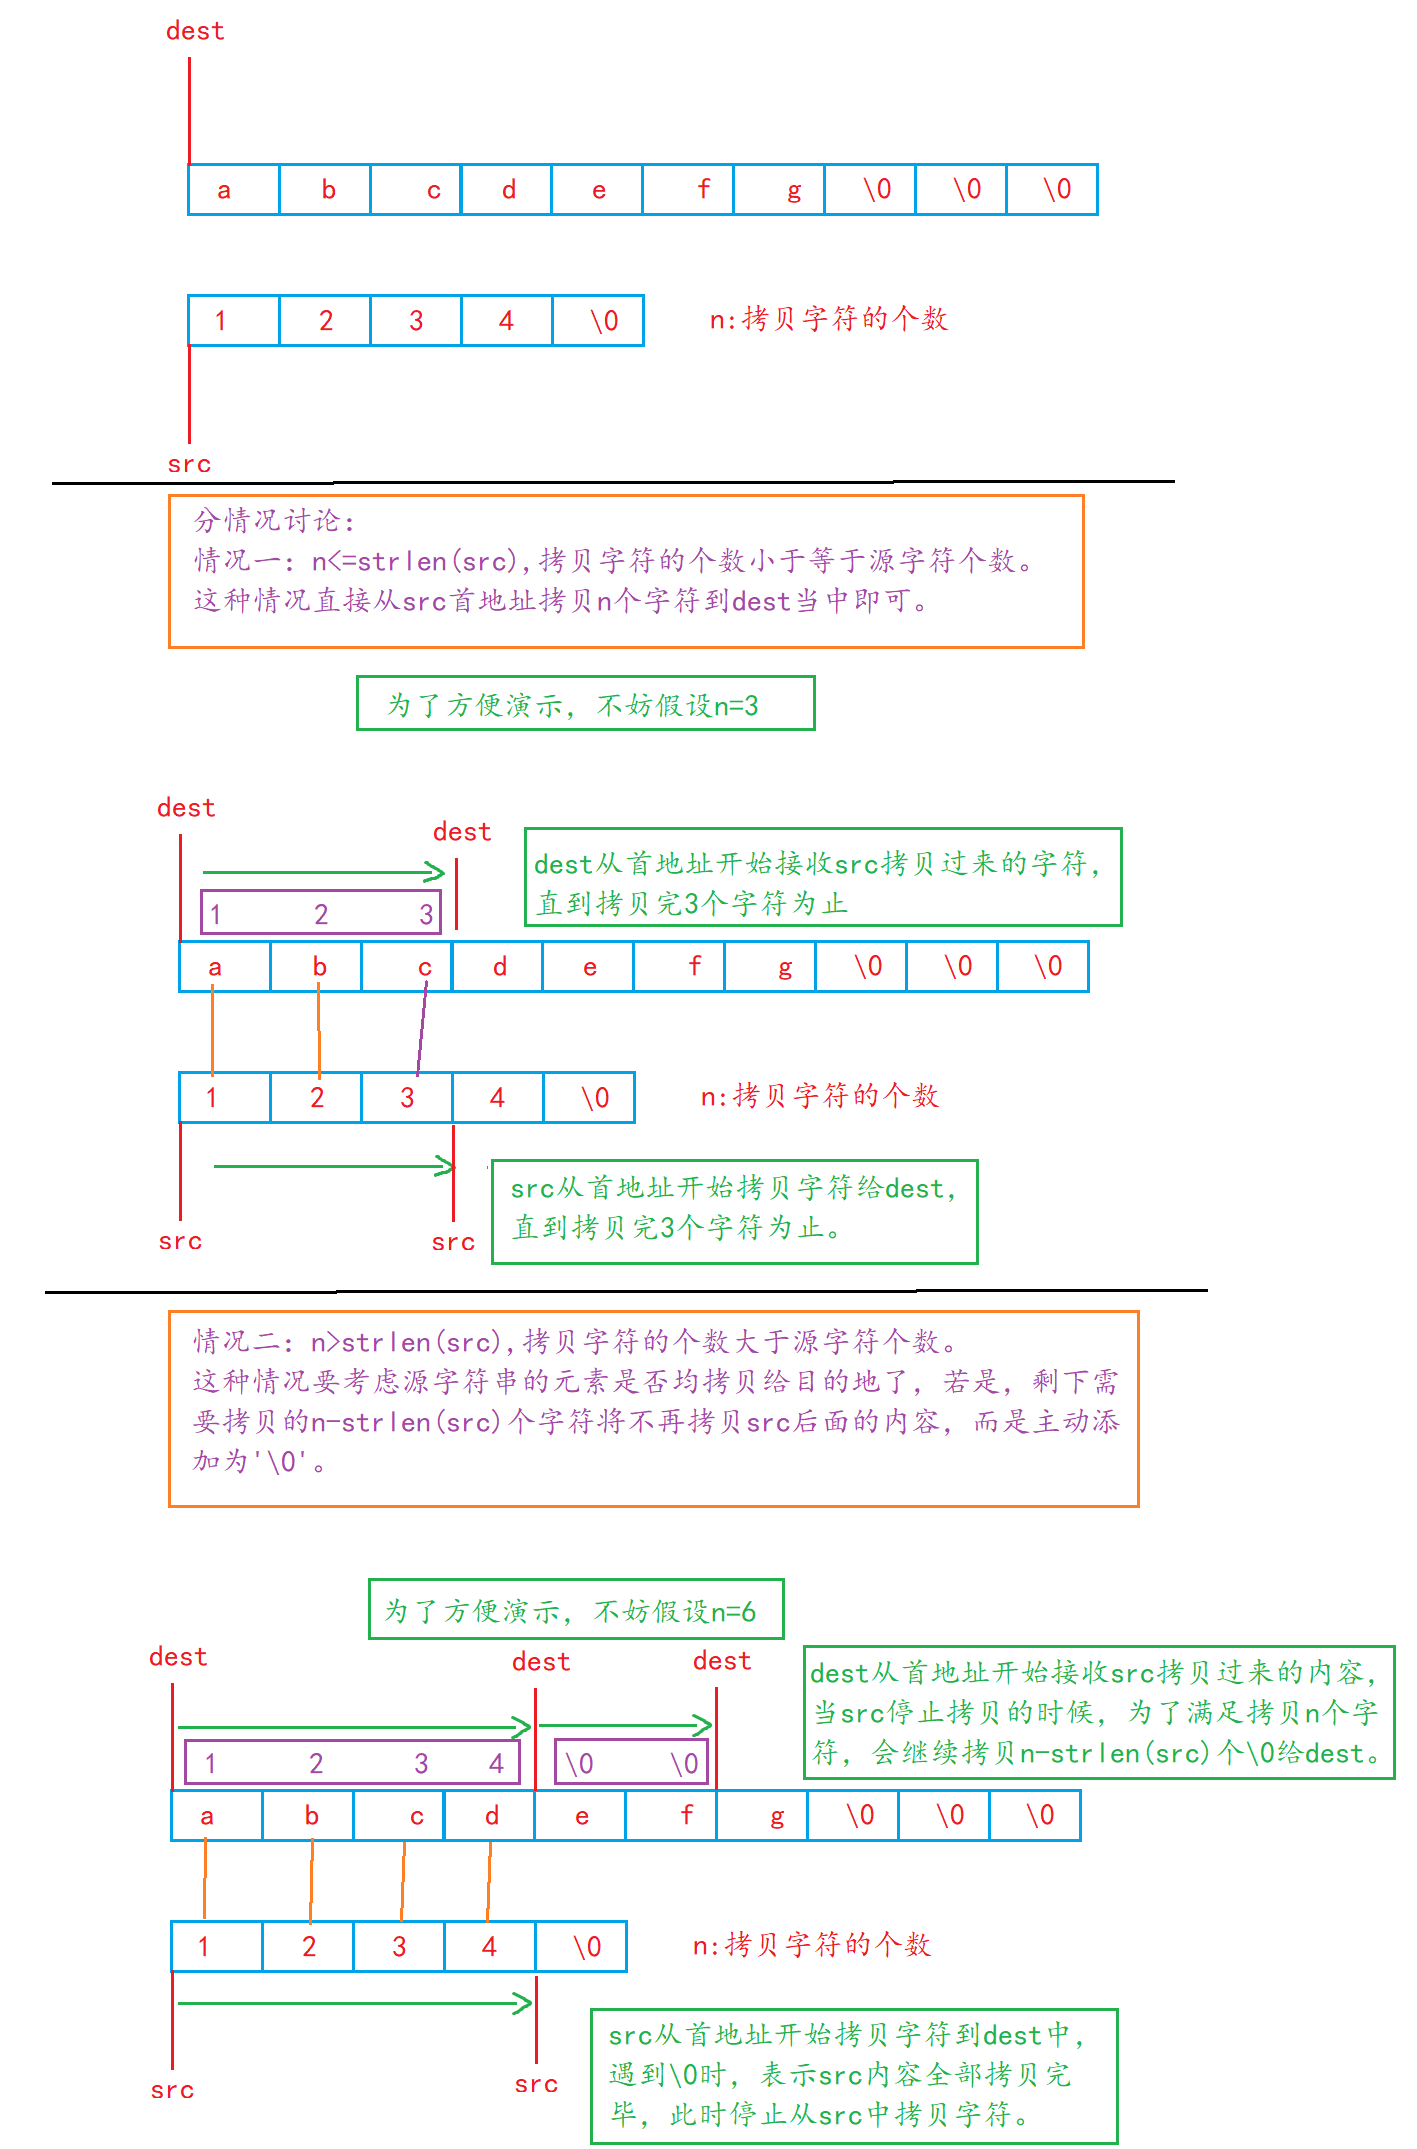 dest
a b c d e f g \0 \0 \0
1 2 3 4 \0 n:拷贝字符的个数
src
分情况讨论：
情况一：n<=strlen(src),拷贝字符的个数小于等于源字符个数。
这种情况直接从src首地址拷贝n个字符到dest当中即可。
为了方便演示，不妨假设n=3
dest
dest
dest从首地址开始接收src拷贝过来的字符，
直到拷贝完3个字符为止
1 2 3
a b c d e f g \0 \0 \0
1 2 3 4 \0 n:拷贝字符的个数
src从首地址开始拷贝字符给dest，
直到拷贝完3个字符为止。
src src
情况二：n>strlen(src),拷贝字符的个数大于源字符个数。
这种情况要考虑源字符串的元素是否均拷贝给目的地了，若是，剩下需
要拷贝的n-strlen(src)个字符将不再拷贝src后面的内容，而是主动添
加为'\0'。
为了方便演示，不妨假设n=6
dest dest dest
dest从首地址开始接收src拷贝过来的内容，
当src停止拷贝的时候，为了满足拷贝n个字
符，会继续拷贝n-strlen(src)个\0给dest。
1 2 3 4 \0 \0
a b c d e f g \0 \0 \0
1 2 3 4 \0 n:拷贝字符的个数
src src
src从首地址开始拷贝字符到dest中，
遇到\0时，表示src内容全部拷贝完
毕，此时停止从src中拷贝字符。